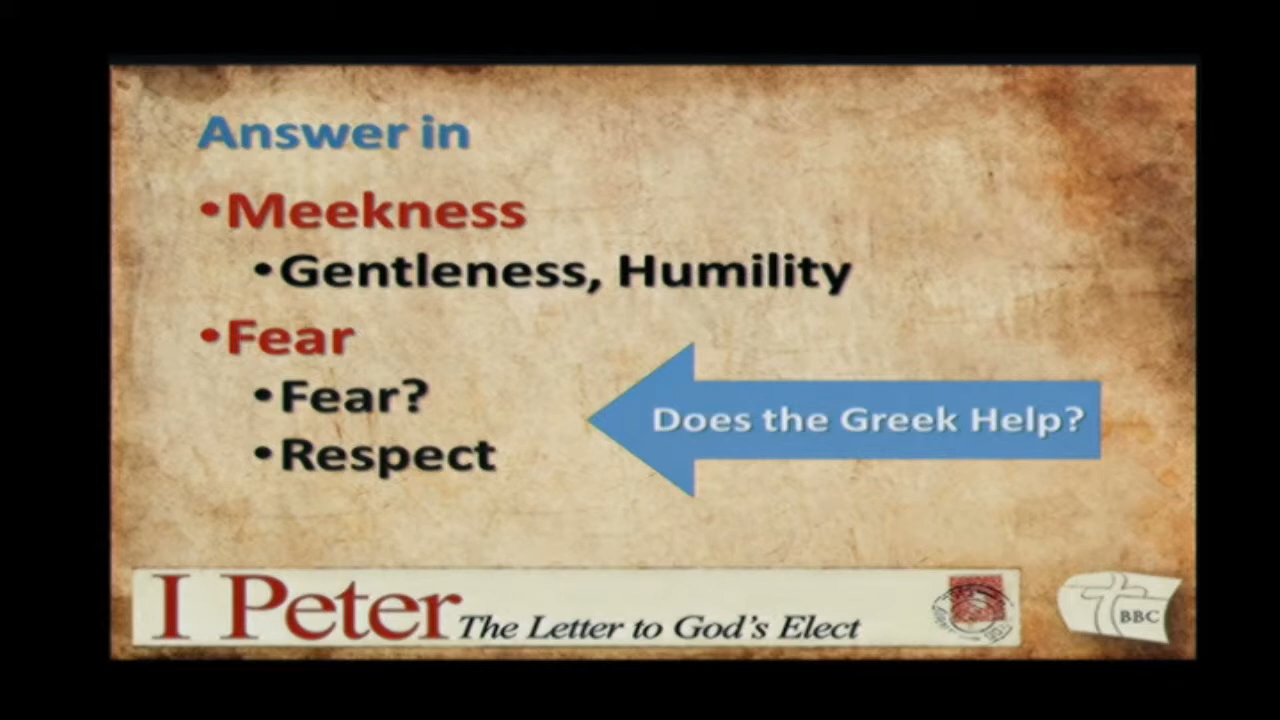 Answer in
•Meekness
•Gentleness, Humility
•Fear
•Fear?
•Respect
Does the Greek Help?
I Peter The Letter to God's Elect
BBC